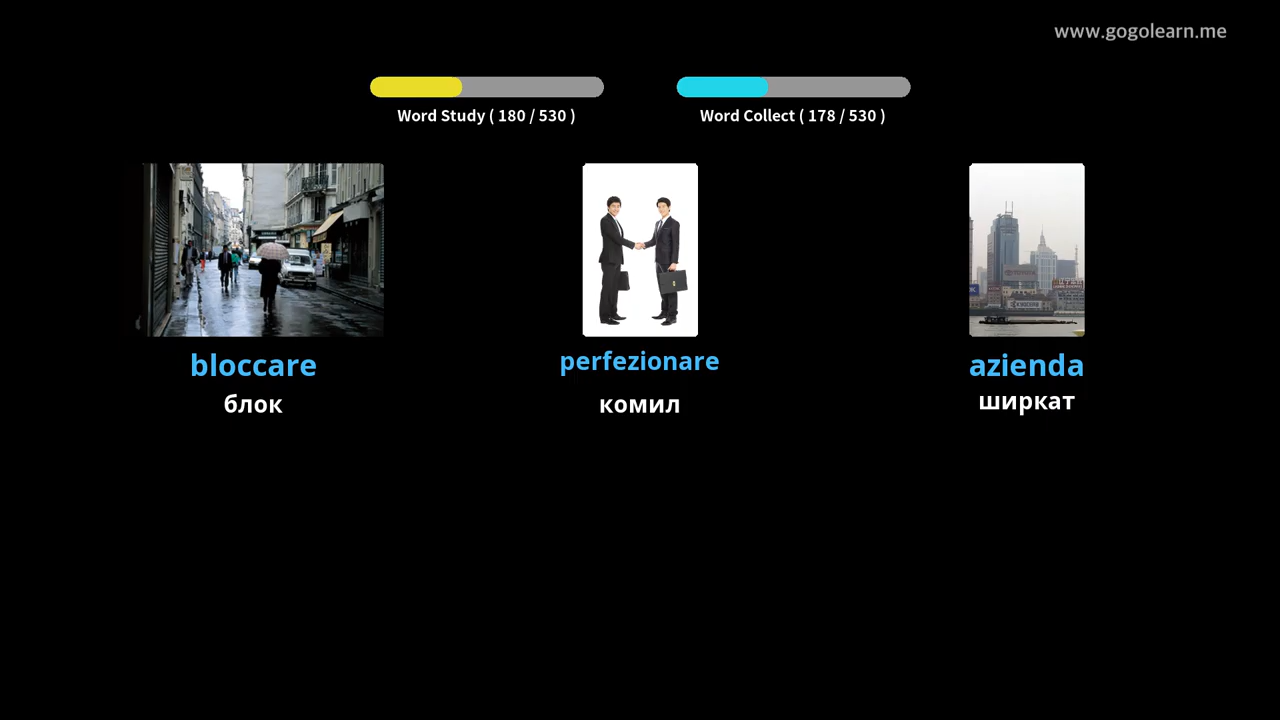 www.gogolearn.me
Word Study ( 180 / 530 )
Word Collect ( 178 / 530 )
bloccare
perfezionare
azienda
блок
комил
ширкат